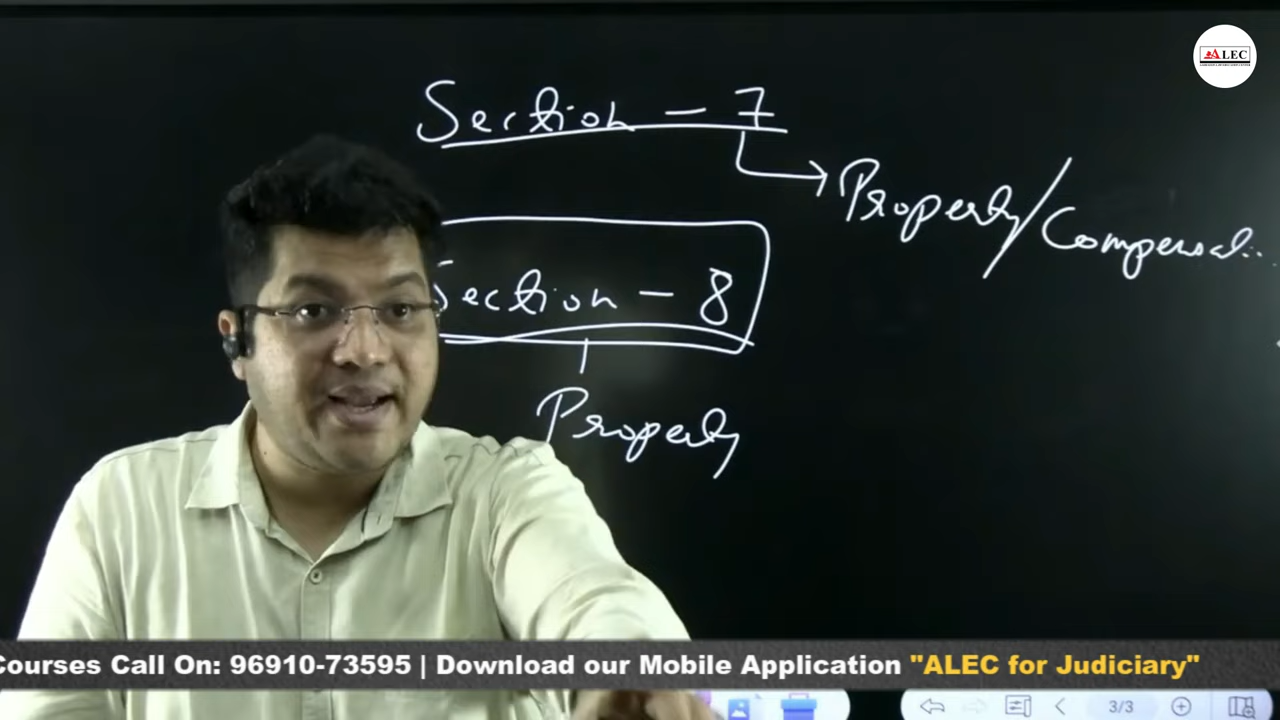 ALEC
Section - 7
Property/Compensat..
Section - 8
Property
Courses Call On: 96910-73595 | Download our Mobile Application "ALEC for Judiciary"
3/3